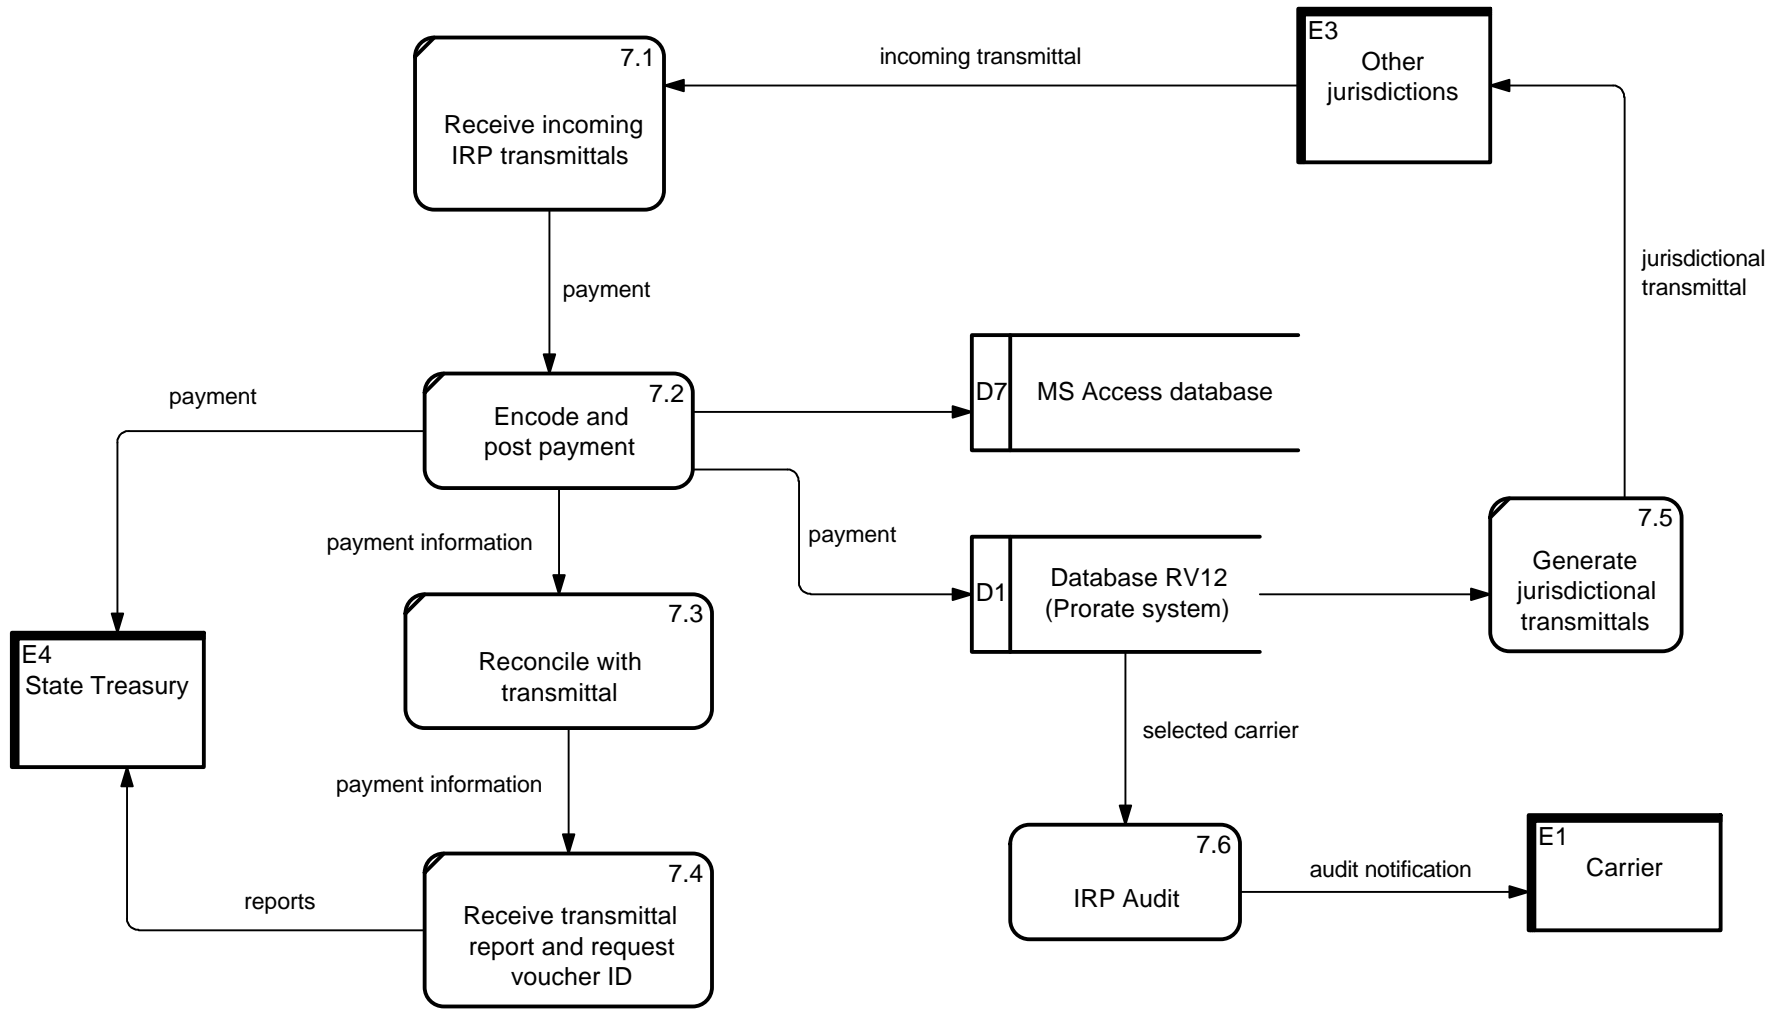 7.1
Receive incoming
IRP transmittals
incoming transmittal
E3
Other
jurisdictions
jurisdictional
transmittal
payment
payment
7.2
Encode and
post payment
D7
MS Access database
payment information
payment
D1
Database RV12
(Prorate system)
7.5
Generate
jurisdictional
transmittals
E4
State Treasury
7.3
Reconcile with
transmittal
selected carrier
payment information
7.4
Receive transmittal
report and request
voucher ID
reports
7.6
IRP Audit
audit notification
E1
Carrier